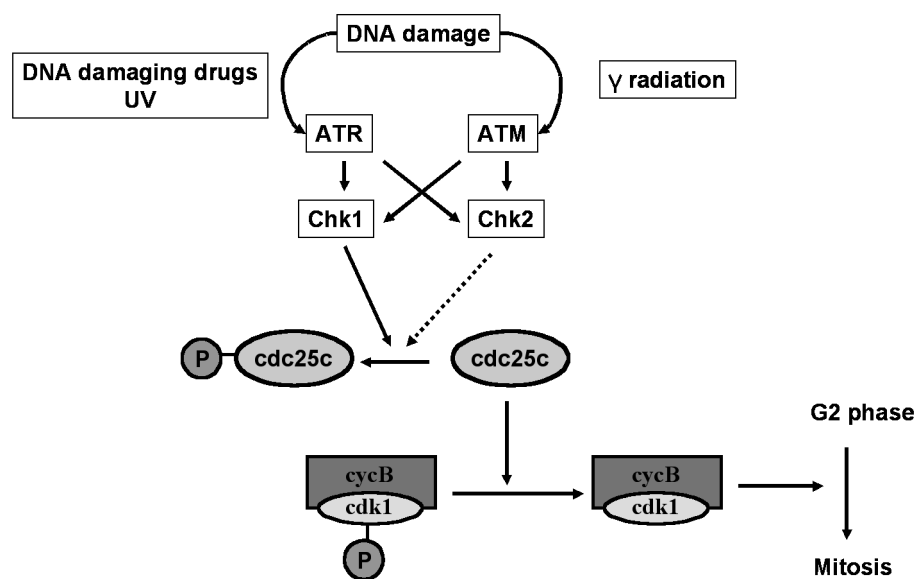 DNA damage
DNA damaging drugs
UV
γ radiation
ATR
ATM
Chk1
Chk2
P
cdc25c
cdc25c
G2 phase
cycB
cdk1
P
cycB
cdk1
Mitosis